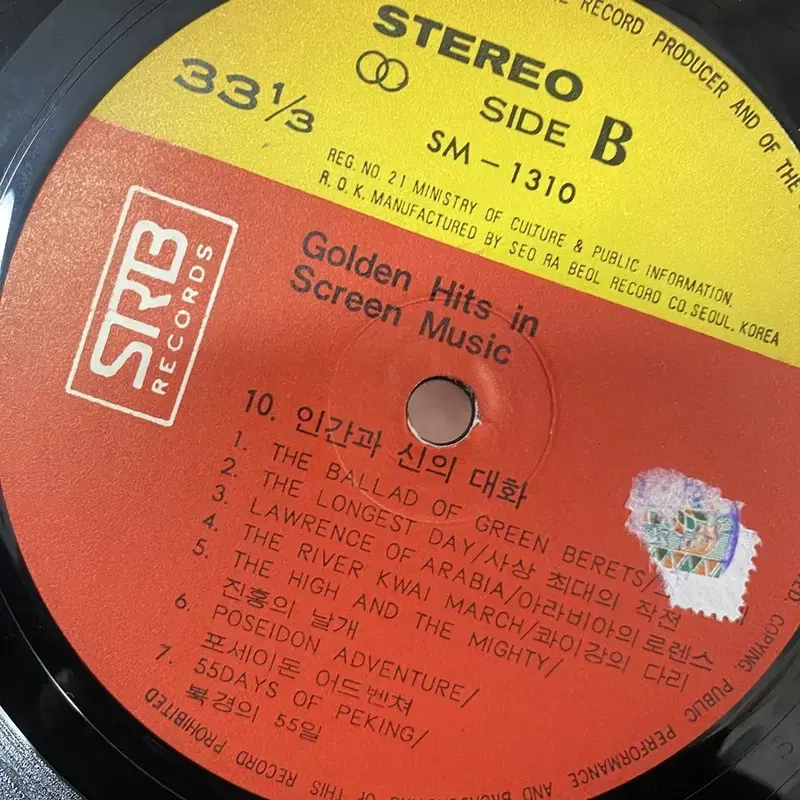 RECORD PRODUCER AND OF THE
STEREO
33 1/3
SIDE B
SM-1310
REG. NO. 21 MINISTRY OF CULTURE & PUBLIC INFORMATION.
R. O. K. MANUFACTURED BY SEO RA BEOL RECORD CO. SEOUL. KOREA
SRB
RECORDS
Golden Hits in
Screen Music
10. 인간과 신의 대화
1. THE BALLAD OF GREEN BERETS/
2. THE LONGEST DAY/사상 최대의 작전
3. LAWRENCE OF ARABIA/아라비아의 로렌스
4. THE RIVER KWAI MARCH/콰이강의 다리
5. THE HIGH AND THE MIGHTY/
진홍의 날개
6. POSEIDON ADVENTURE/
포세이돈 어드벤쳐
7. 55DAYS OF PEKING/
북경의 55일
COPYING, PUBLIC PERFORMANCE AND OF THIS RECORD PROHIBITED